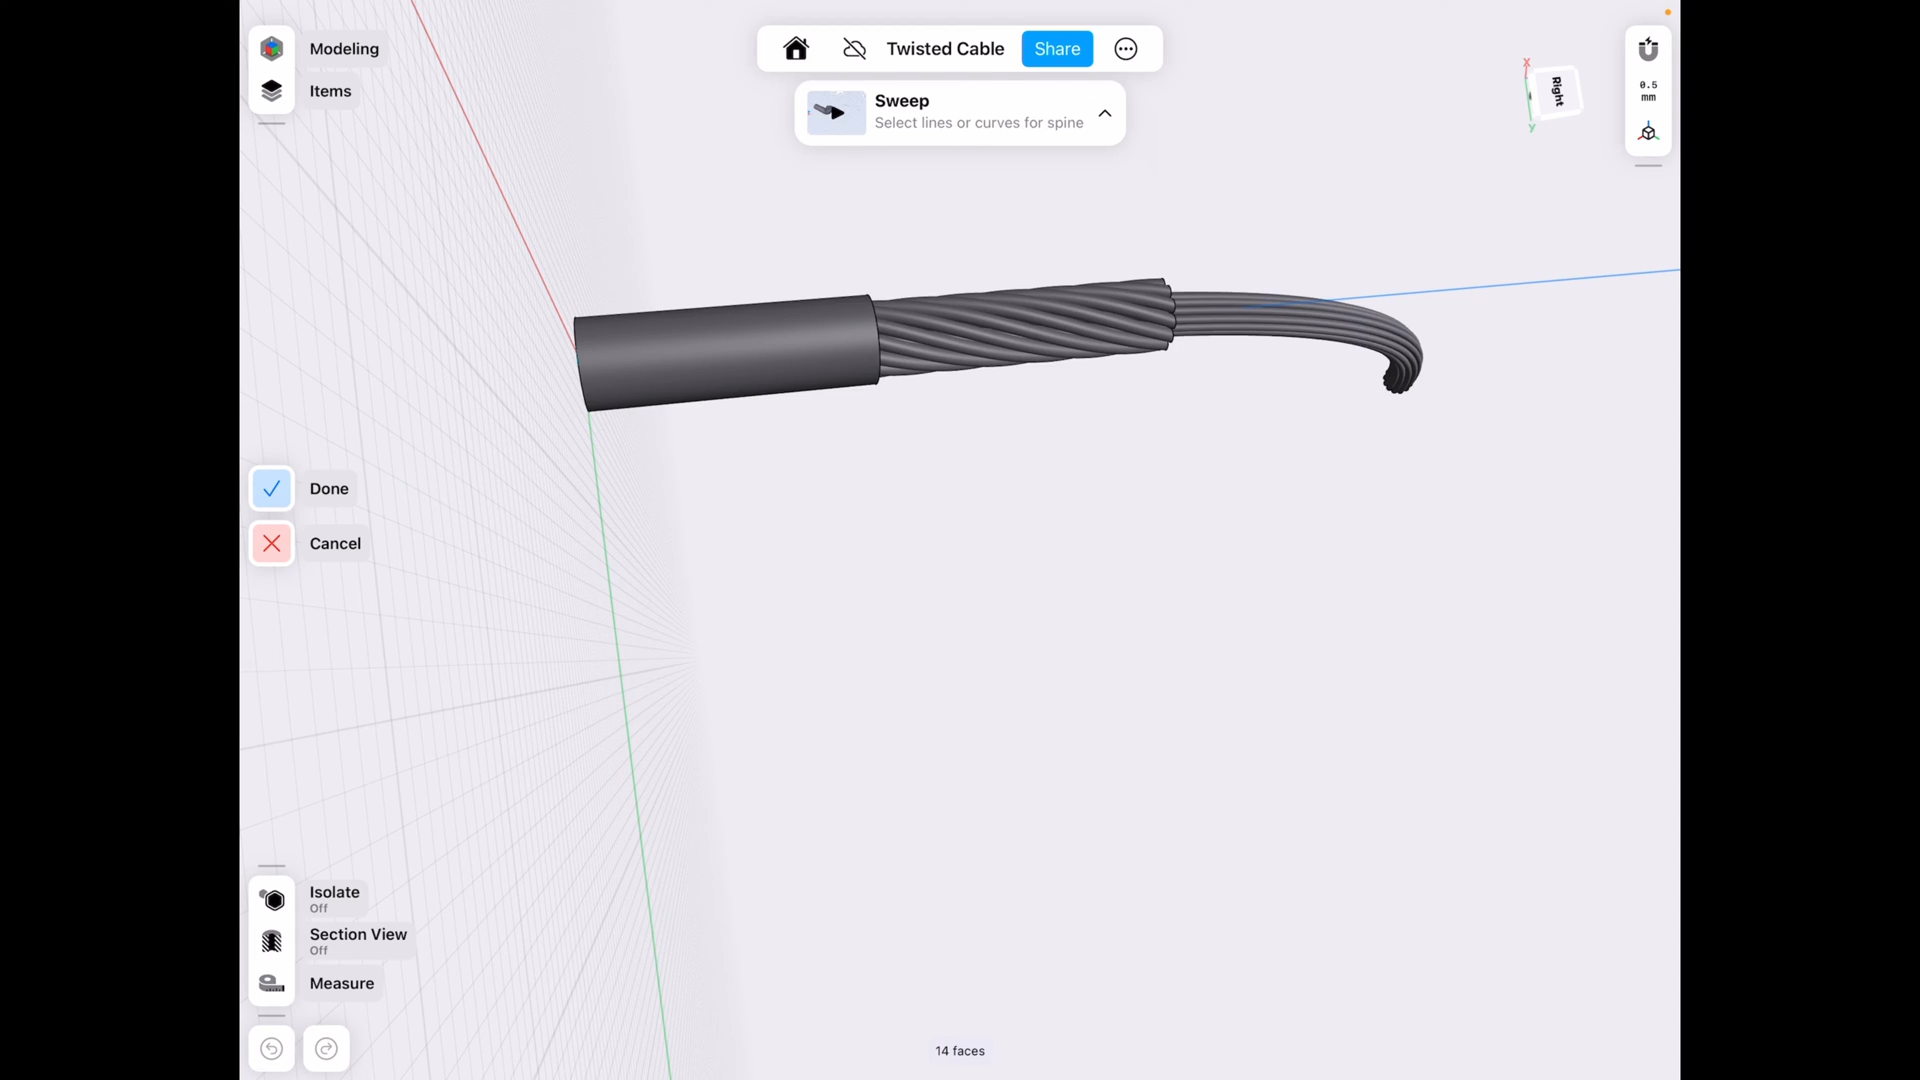 Modeling
Items
Twisted Cable
Share
Sweep
Select lines or curves for spine
X
Y
Right
0.5
mm
Done
Cancel
Isolate
Off
Section View
Off
Measure
14 faces